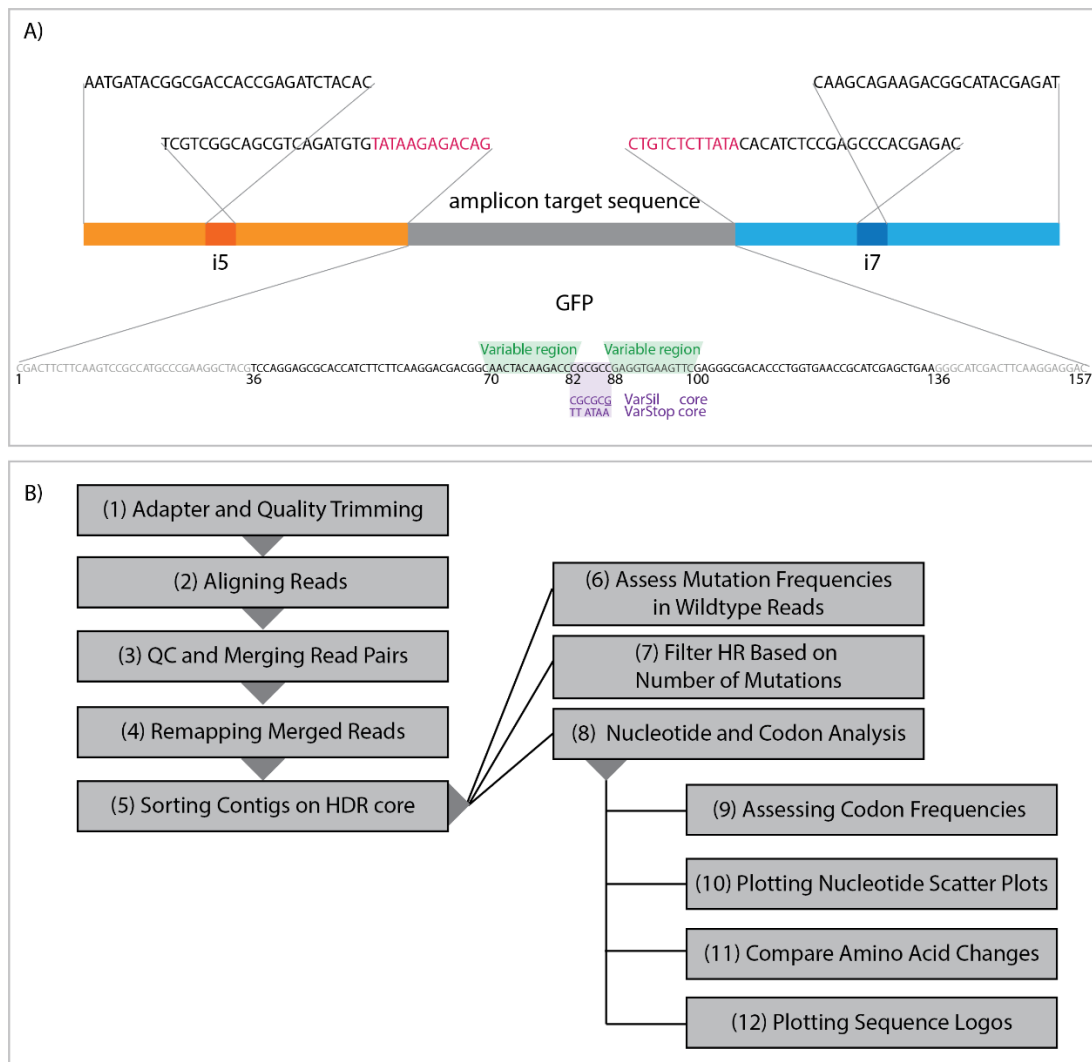 A)
AATGATACGGCGACCACCGAGATCTACAC
CAAGCAGAAGACGGCATACGAGAT
TCGTCGGCAGCGTCAGATGTGTATAAGAGACAG
CTGTCTCTTATACACATCTCCGAGCCCACGAGAC
amplicon target sequence
i5
i7
GFP
Variable region
Variable region
CGACTTCTTCAAGTCCGCCATGCCCGAAGGCTACGTCCAGGAGCGCACCATCTTCTTCAAGGACGACGGCAACTACAAGACCCGCGCCGAGGTGAAGTTCGAGGGCGACACCCTGGTGAACCGCATCGAGCTGAAGGGCATCGACTTCAAGGAGGAC
1 36 70 82 88 100 136 157
CGCGCG VarSil core
TT ATAA VarStop core
B)
(1) Adapter and Quality Trimming
(2) Aligning Reads
(3) QC and Merging Read Pairs
(4) Remapping Merged Reads
(5) Sorting Contigs on HDR core
(6) Assess Mutation Frequencies
in Wildtype Reads
(7) Filter HR Based on
Number of Mutations
(8) Nucleotide and Codon Analysis
(9) Assessing Codon Frequencies
(10) Plotting Nucleotide Scatter Plots
(11) Compare Amino Acid Changes
(12) Plotting Sequence Logos